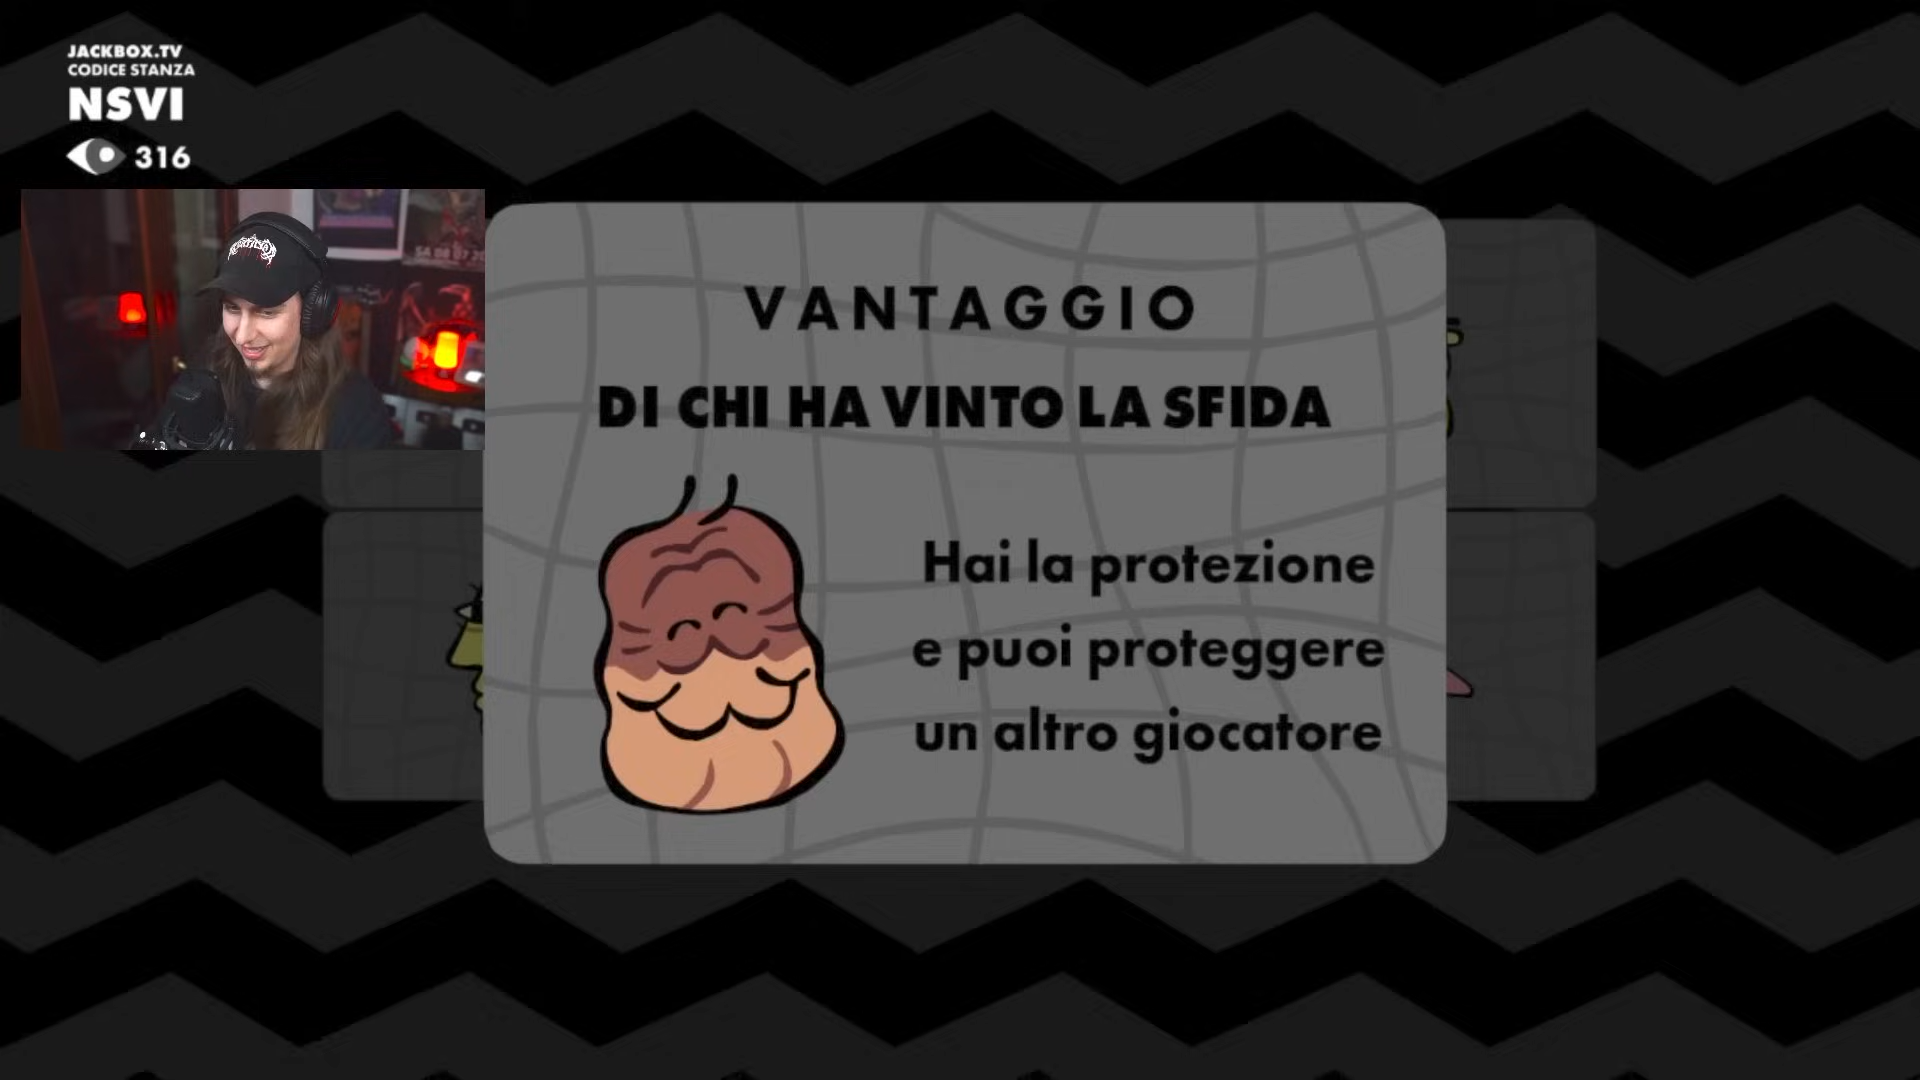 JACKBOX.TV
CODICE STANZA
NSVI
316
VANTAGGIO
DI CHI HA VINTO LA SFIDA
Hai la protezione
e puoi proteggere
un altro giocatore